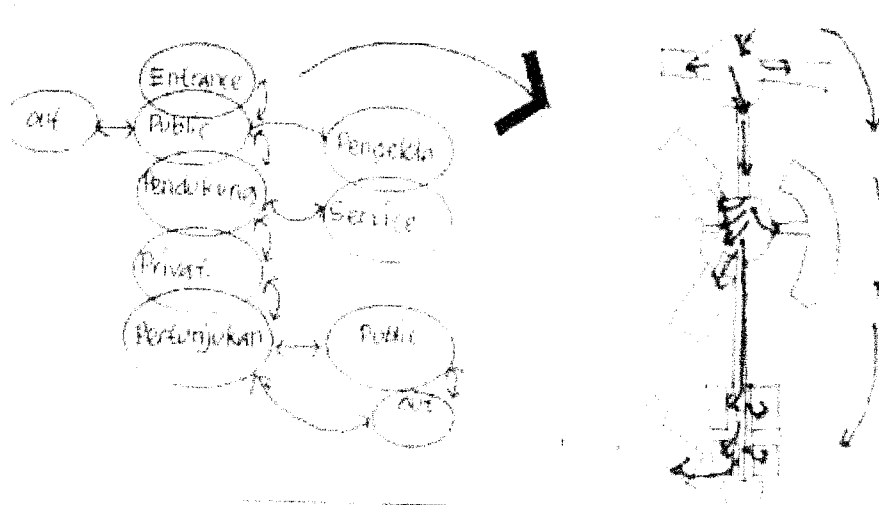 Entrance
out
Public
Pengelola
Pendukung
Service
Privat
Pertunjukan
Public
out